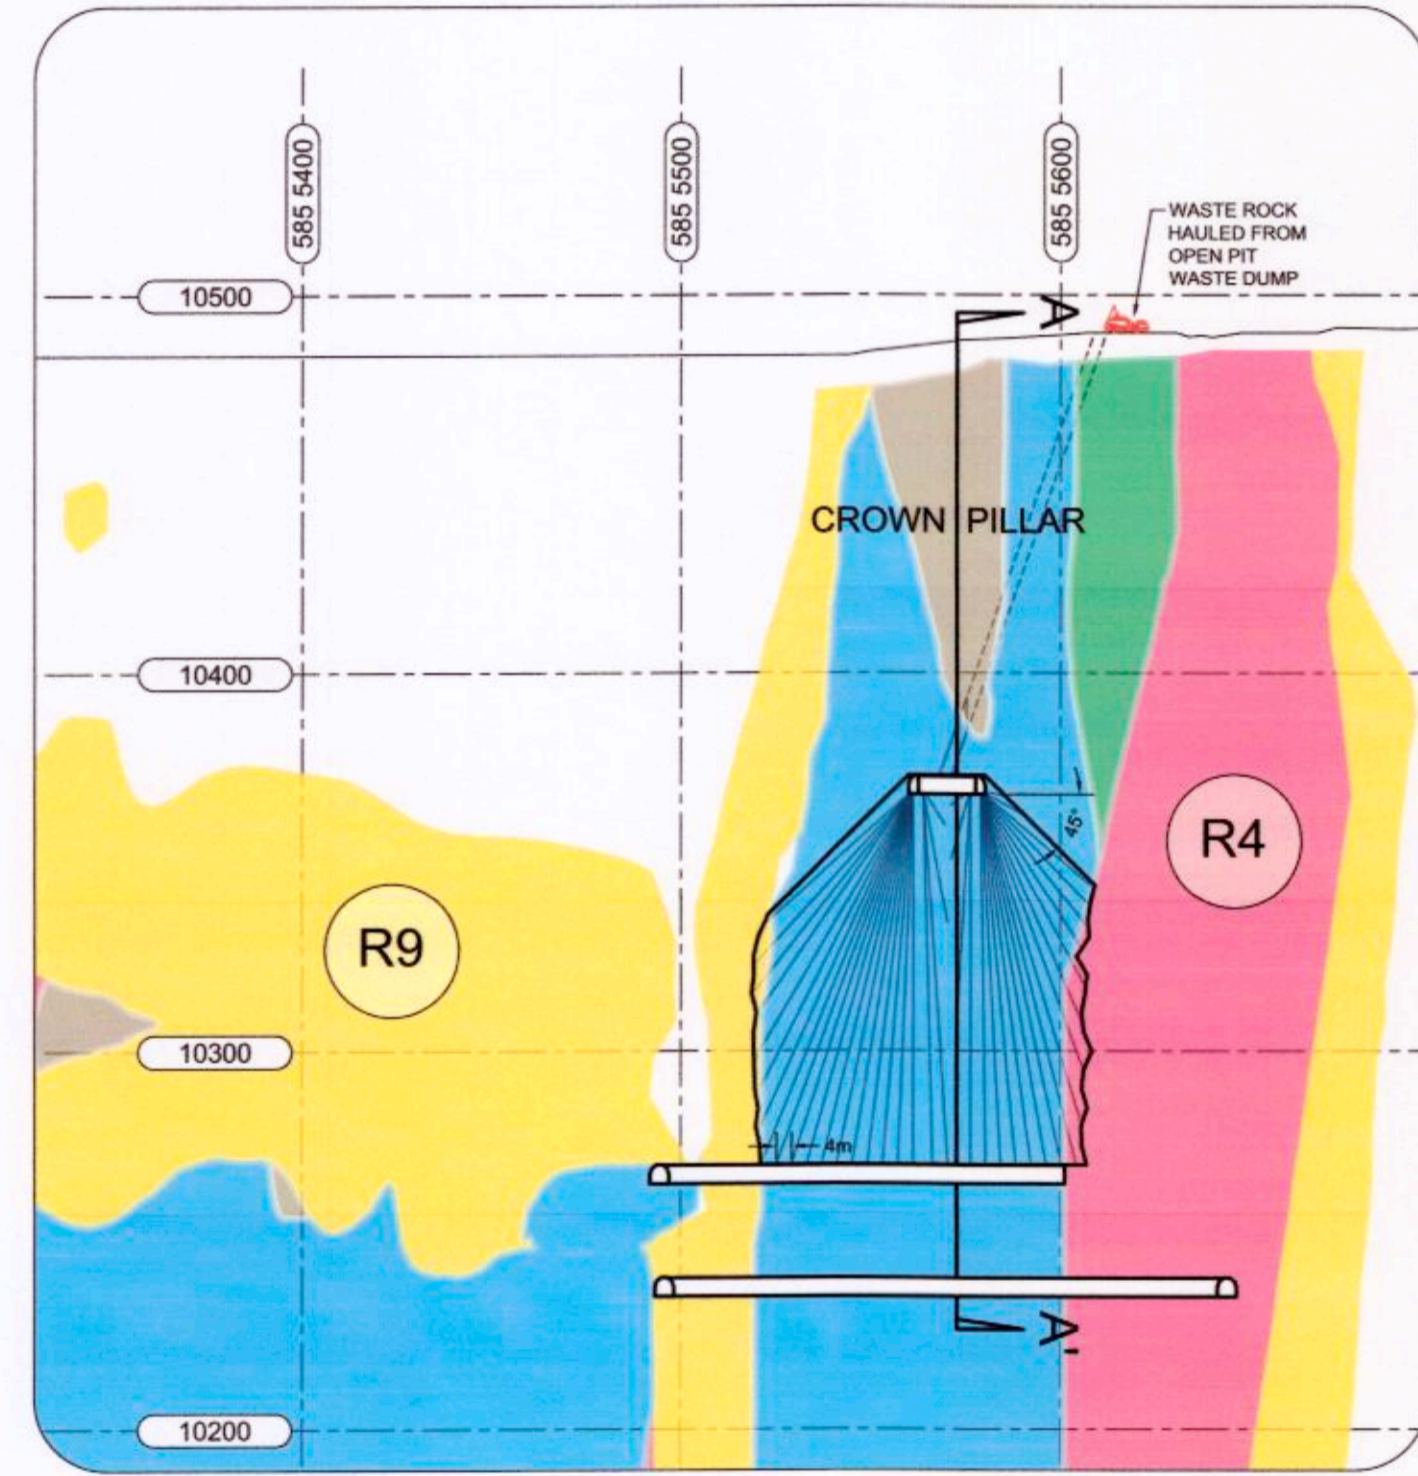 585 5400
585 5500
585 5600
WASTE ROCK
HAULED FROM
OPEN PIT
WASTE DUMP
10500
A
CROWN PILLAR
10400
45°
R4
R9
10300
4m
A'
10200